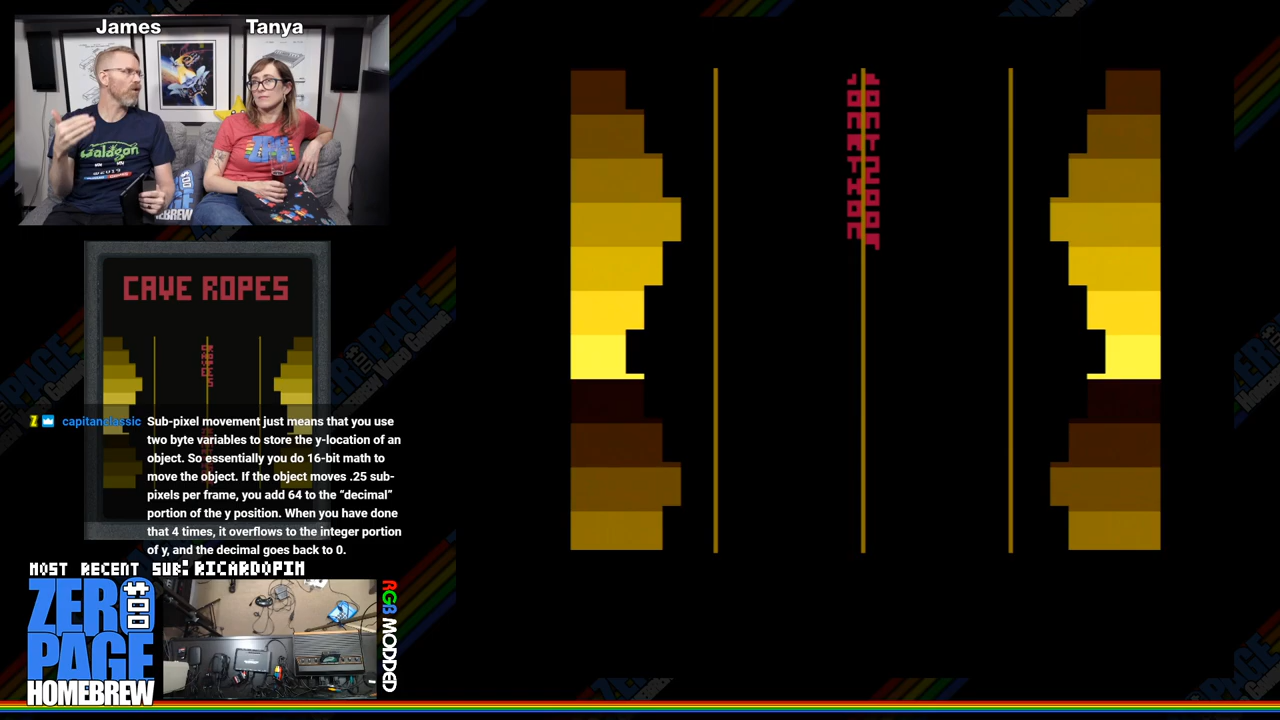 James
Tanya
CAVE ROPES
capitanclassic Sub-pixel movement just means that you use
two byte variables to store the y-location of an
object. So essentially you do 16-bit math to
move the object. If the object moves .25 sub-
pixels per frame, you add 64 to the “decimal”
portion of the y position. When you have done
that 4 times, it overflows to the integer portion
of y, and the decimal goes back to 0.
MOST RECENT SUB: RICARDOPIM
ZERO
$00
PAGE
HOMEBREW
RGB MODDED